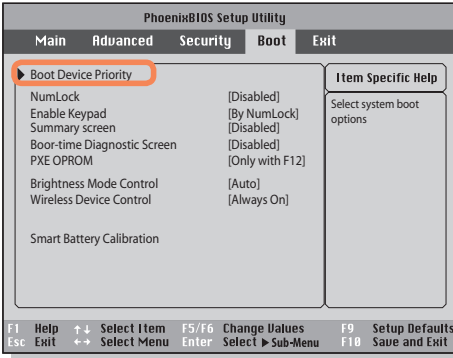 PhoenixBIOS Setup Utility
Main Advanced Security Boot Exit
Boot Device Priority
NumLock [Disabled]
Enable Keypad [By NumLock]
Summary screen [Disabled]
Boor-time Diagnostic Screen [Disabled]
PXE OPROM [Only with F12]
Brightness Mode Control [Auto]
Wireless Device Control [Always On]
Smart Battery Calibration
Item Specific Help
Select system boot
options
F1 Help ↑↓ Select Item F5/F6 Change Values F9 Setup Defaults
Esc Exit ←→ Select Menu Enter Select ▶ Sub-Menu F10 Save and Exit